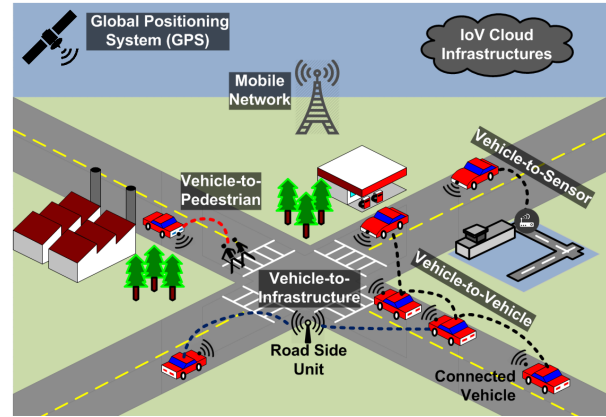 Global Positioning
System (GPS)
IoV Cloud
Infrastructures
Mobile
Network
Vehicle-to-Sensor
Vehicle-to-
Pedestrian
Vehicle-to-
Infrastructure
Vehicle-to-Vehicle
Road Side
Unit
Connected
Vehicle